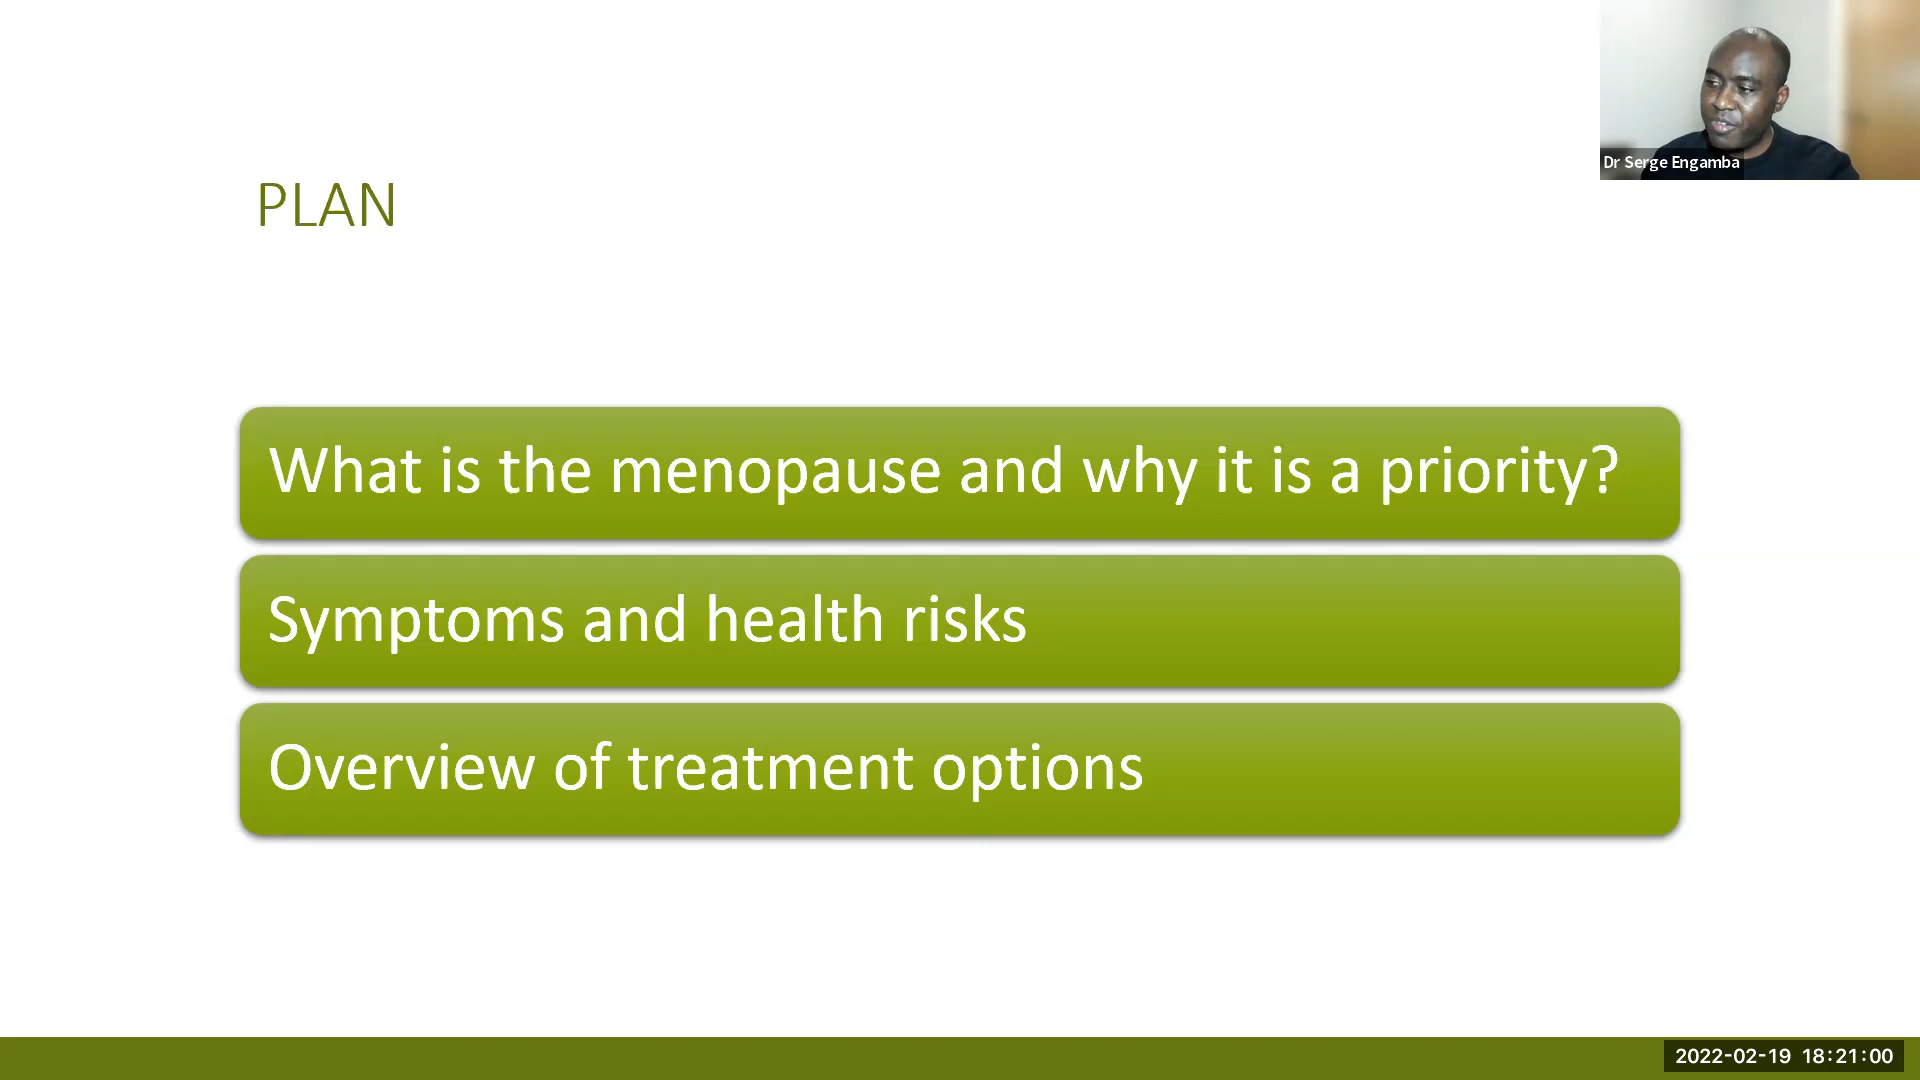 Dr Serge Engamba
PLAN
What is the menopause and why it is a priority?
Symptoms and health risks
Overview of treatment options
2022-02-19 18:21:00